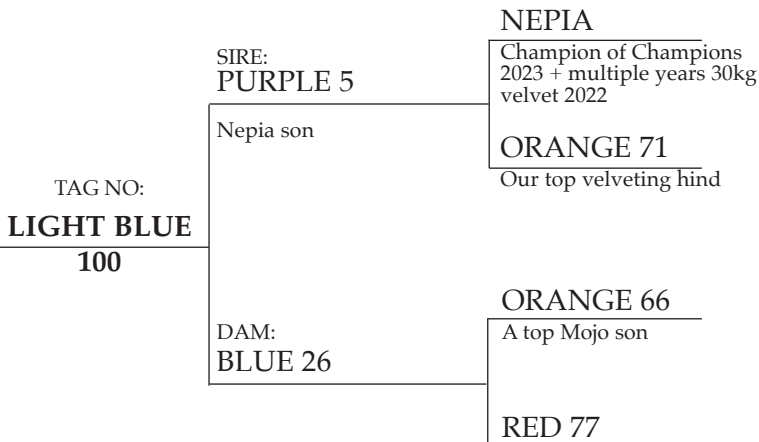 NEPIA
Champion of Champions
2023 + multiple years 30kg
velvet 2022
SIRE:
PURPLE 5
Nepia son
ORANGE 71
Our top velveting hind
TAG NO:
LIGHT BLUE
100
ORANGE 66
A top Mojo son
DAM:
BLUE 26
RED 77